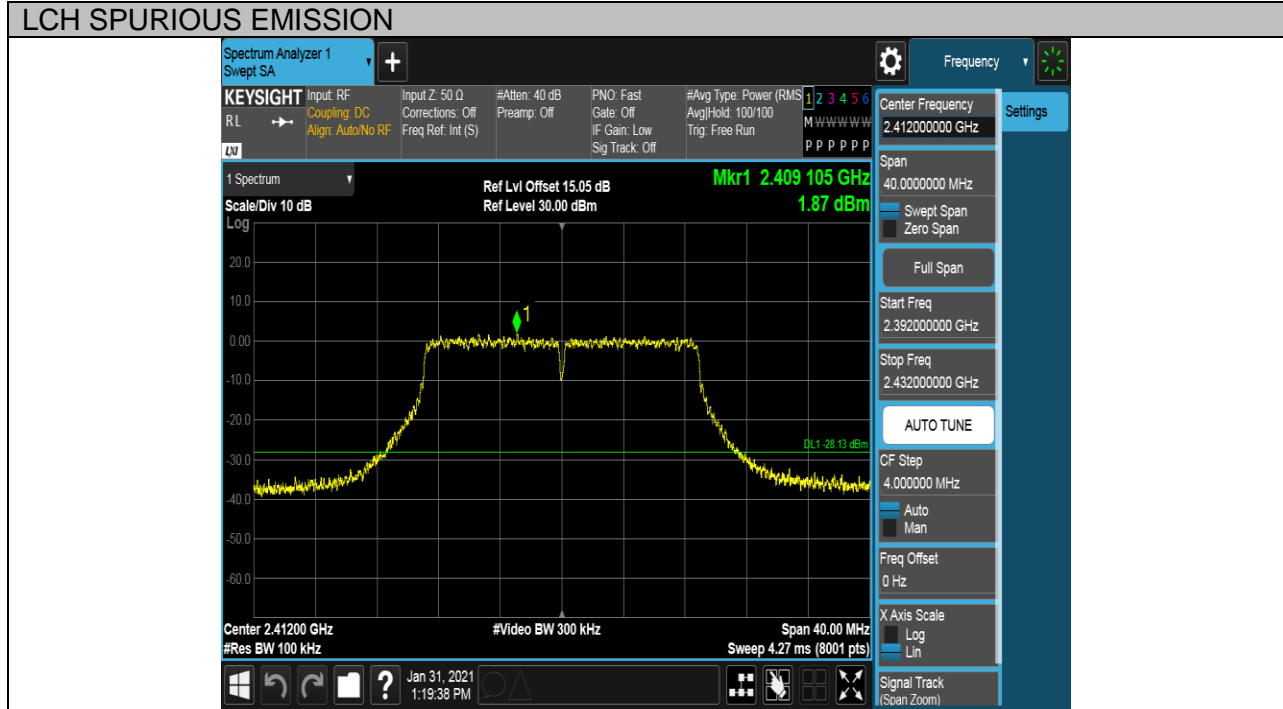 LCH SPURIOUS EMISSION
Spectrum Analyzer 1
Swept SA
Frequency
KEYSIGHT
RL
LXI
Input: RF
Coupling: DC
Align: Auto/No RF
Input Z: 50 Ω
Corrections: Off
Freq Ref: Int (S)
#Atten: 40 dB
Preamp: Off
PNO: Fast
Gate: Off
IF Gain: Low
Sig Track: Off
#Avg Type: Power (RMS
Avg|Hold: 100/100
Trig: Free Run
1 2 3 4 5 6
M W W W W W
P P P P P P
1 Spectrum
Scale/Div 10 dB
Ref Lvl Offset 15.05 dB
Ref Level 30.00 dBm
Mkr1 2.409 105 GHz
1.87 dBm
Log
20.0
10.0
0.00
-10.0
-20.0
-30.0
-40.0
-50.0
-60.0
1
DL1 -28.13 dBm
Center 2.41200 GHz
#Res BW 100 kHz
#Video BW 300 kHz
Span 40.00 MHz
Sweep 4.27 ms (8001 pts)
?
Jan 31, 2021
1:19:38 PM
Center Frequency
2.412000000 GHz
Settings
Span
40.0000000 MHz
Swept Span
Zero Span
Full Span
Start Freq
2.392000000 GHz
Stop Freq
2.432000000 GHz
AUTO TUNE
CF Step
4.000000 MHz
Auto
Man
Freq Offset
0 Hz
X Axis Scale
Log
Lin
Signal Track
(Span Zoom)